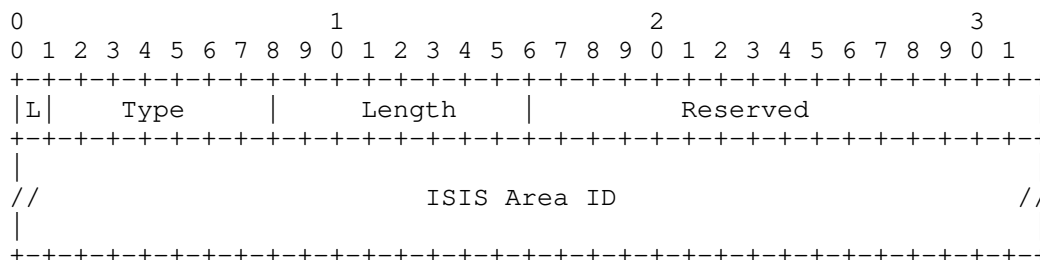 0                   1                   2                   3
0 1 2 3 4 5 6 7 8 9 0 1 2 3 4 5 6 7 8 9 0 1 2 3 4 5 6 7 8 9 0 1
+-+-+-+-+-+-+-+-+-+-+-+-+-+-+-+-+-+-+-+-+-+-+-+-+-+-+-+-+-+-+-+--
|L|    Type       |     Length    |         Reserved
+-+-+-+-+-+-+-+-+-+-+-+-+-+-+-+-+-+-+-+-+-+-+-+-+-+-+-+-+-+-+-+--
|
//                        ISIS Area ID                         //
|
+-+-+-+-+-+-+-+-+-+-+-+-+-+-+-+-+-+-+-+-+-+-+-+-+-+-+-+-+-+-+-+--